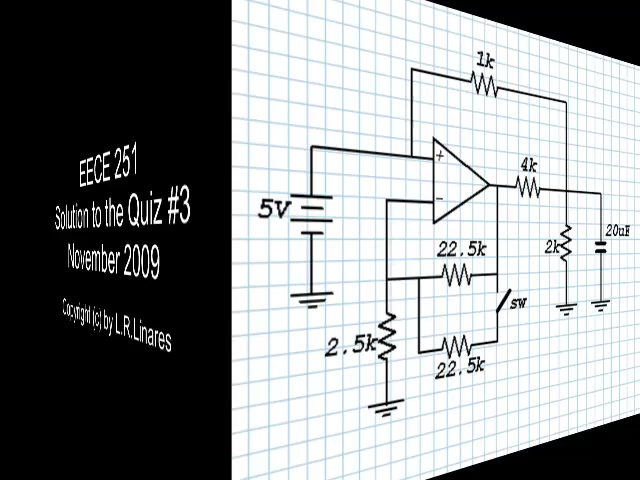 EECE 251
Solution to the Quiz #3
November 2009
Copyright (c) by L.R.Linares
1k
+
4k
5V
-
20uF
22.5k
2k
sw
2.5k
22.5k